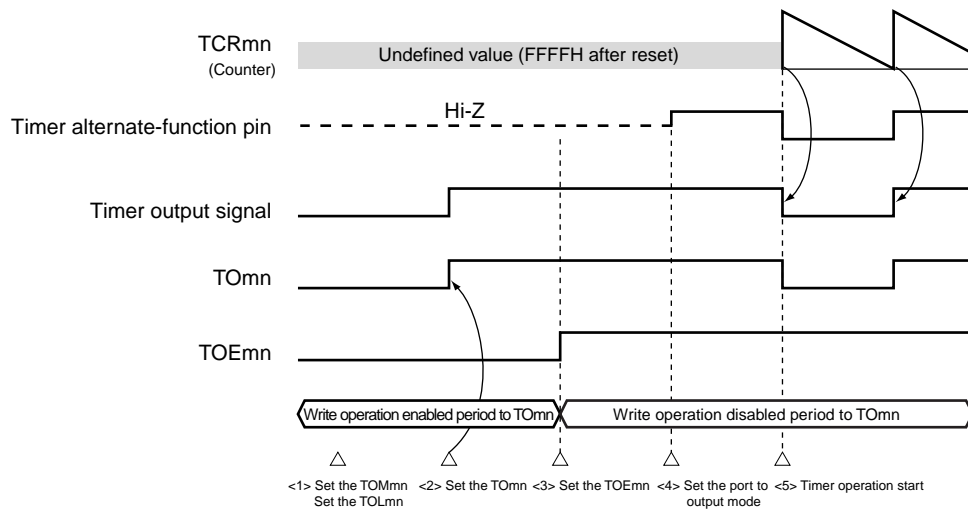 TCRmn
(Counter)
Undefined value (FFFFH after reset)
Hi-Z
Timer alternate-function pin
Timer output signal
TOmn
TOEmn
Write operation enabled period to TOmn
Write operation disabled period to TOmn
<1> Set the TOMmn
Set the TOLmn
<2> Set the TOmn
<3> Set the TOEmn
<4> Set the port to
output mode
<5> Timer operation start